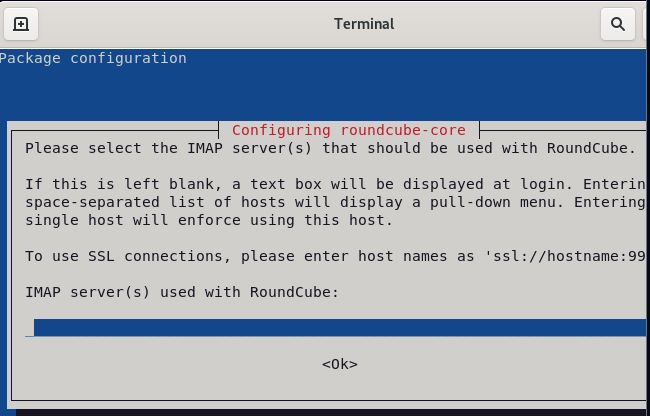 Terminal
Package configuration
Configuring roundcube-core
Please select the IMAP server(s) that should be used with RoundCube.
If this is left blank, a text box will be displayed at login. Enterin
space-separated list of hosts will display a pull-down menu. Entering
single host will enforce using this host.
To use SSL connections, please enter host names as 'ssl://hostname:99
IMAP server(s) used with RoundCube:
<Ok>